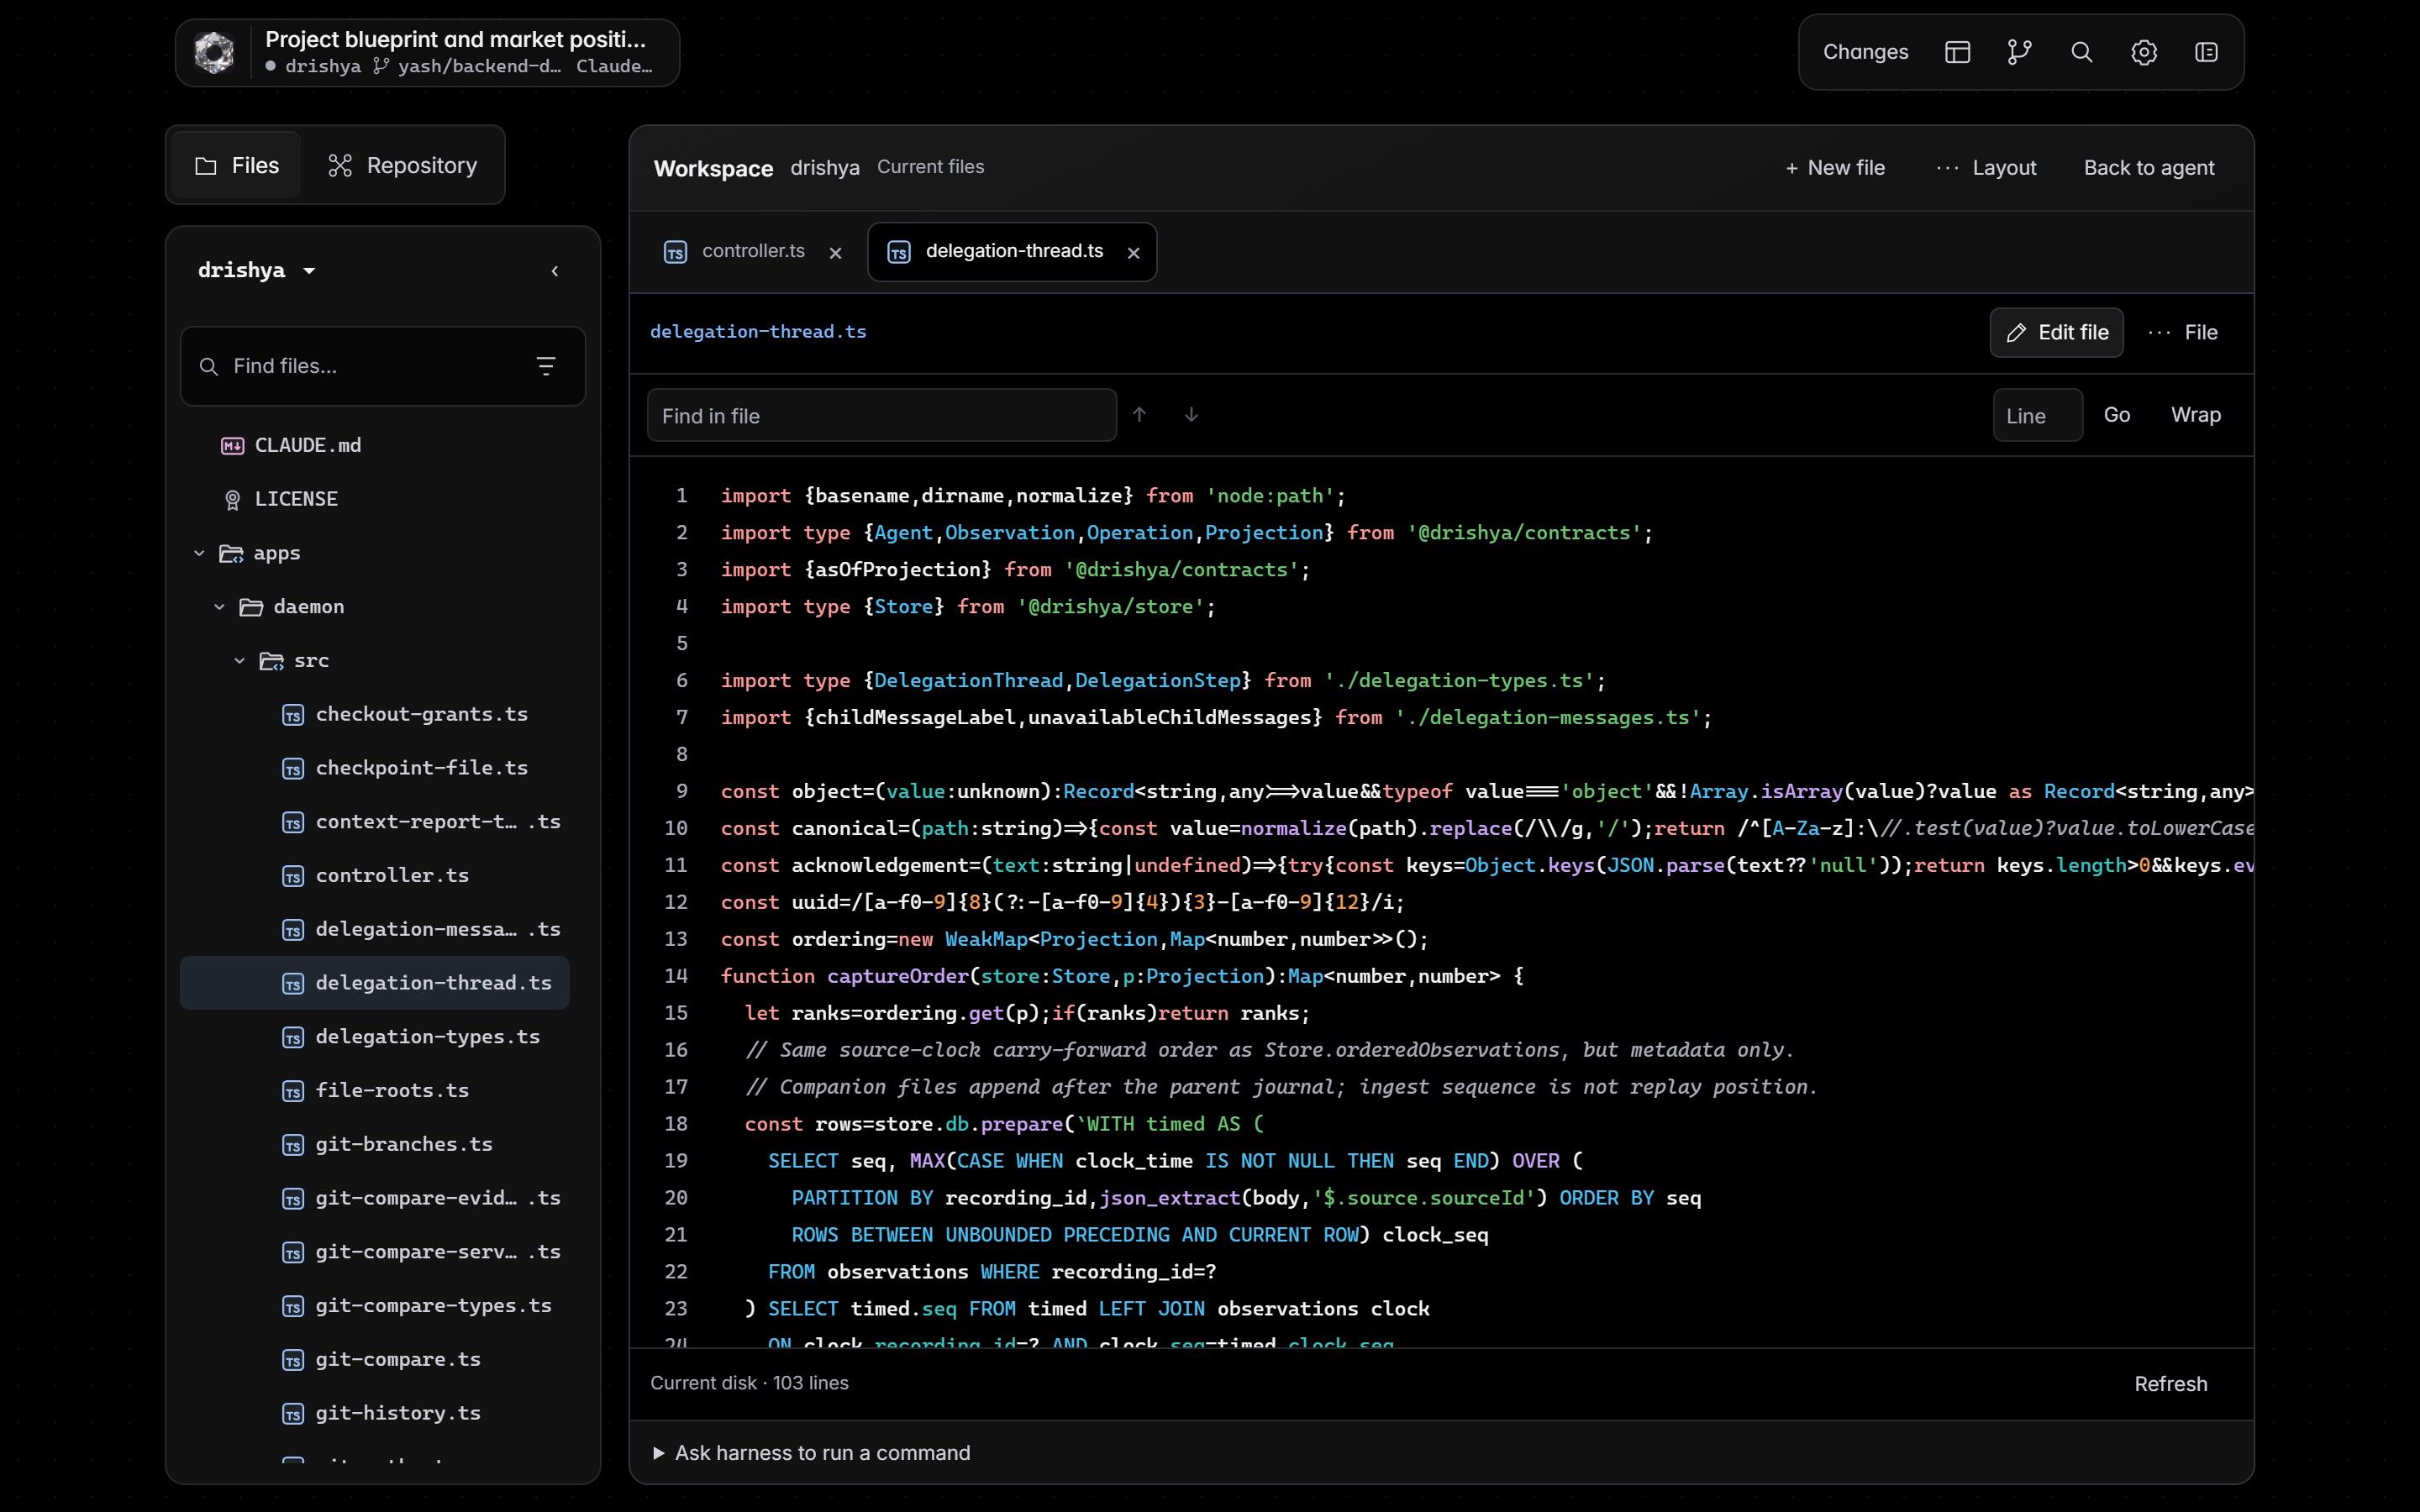 Project blueprint and market positi...
drishya yash/backend-d… Claude…
Changes
Files Repository
drishya
Find files...
CLAUDE.md
LICENSE
apps
daemon
src
checkout-grants.ts
checkpoint-file.ts
context-report-t… .ts
controller.ts
delegation-messa… .ts
delegation-thread.ts
delegation-types.ts
file-roots.ts
git-branches.ts
git-compare-evid… .ts
git-compare-serv… .ts
git-compare-types.ts
git-compare.ts
git-history.ts
Workspace drishya Current files
+ New file ··· Layout Back to agent
controller.ts × delegation-thread.ts ×
delegation-thread.ts
Edit file ··· File
Find in file ↑ ↓ Line Go Wrap
1 import {basename,dirname,normalize} from 'node:path';
2 import type {Agent,Observation,Operation,Projection} from '@drishya/contracts';
3 import {asOfProjection} from '@drishya/contracts';
4 import type {Store} from '@drishya/store';
5
6 import type {DelegationThread,DelegationStep} from './delegation-types.ts';
7 import {childMessageLabel,unavailableChildMessages} from './delegation-messages.ts';
8
9 const object=(value:unknown):Record<string,any>=>value&&typeof value==='object'&&!Array.isArray(value)?value as Record<string,any>
10 const canonical=(path:string)=>{const value=normalize(path).replace(/\\/g,'/');return /^[A-Za-z]:\//.test(value)?value.toLowerCase
11 const acknowledgement=(text:string|undefined)=>{try{const keys=Object.keys(JSON.parse(text??'null'));return keys.length>0&&keys.ev
12 const uuid=/[a-f0-9]{8}(?:-[a-f0-9]{4}){3}-[a-f0-9]{12}/i;
13 const ordering=new WeakMap<Projection,Map<number,number>>();
14 function captureOrder(store:Store,p:Projection):Map<number,number> {
15 let ranks=ordering.get(p);if(ranks)return ranks;
16 // Same source-clock carry-forward order as Store.orderedObservations, but metadata only.
17 // Companion files append after the parent journal; ingest sequence is not replay position.
18 const rows=store.db.prepare(`WITH timed AS (
19 SELECT seq, MAX(CASE WHEN clock_time IS NOT NULL THEN seq END) OVER (
20 PARTITION BY recording_id,json_extract(body,'$.source.sourceId') ORDER BY seq
21 ROWS BETWEEN UNBOUNDED PRECEDING AND CURRENT ROW) clock_seq
22 FROM observations WHERE recording_id=?
23 ) SELECT timed.seq FROM timed LEFT JOIN observations clock
24 ON clock.recording_id=? AND clock.seq=timed.clock_seq
Current disk · 103 lines
Refresh
Ask harness to run a command